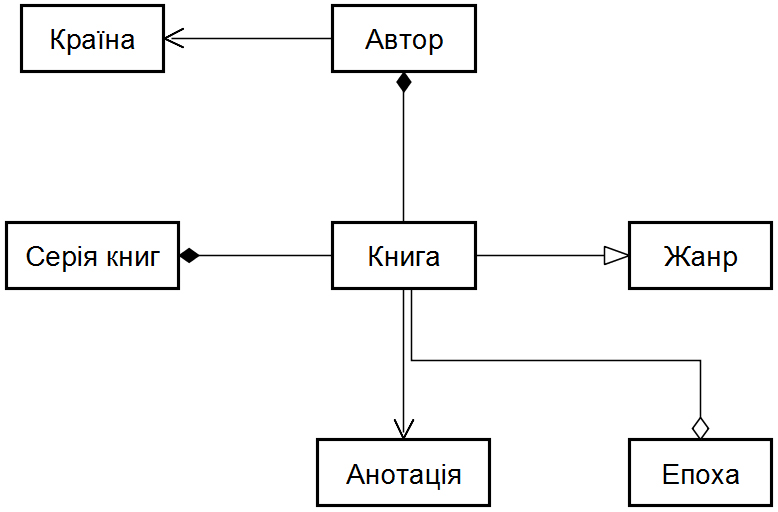 Країна
Автор
Серія книг
Книга
Жанр
Анотація
Епоха